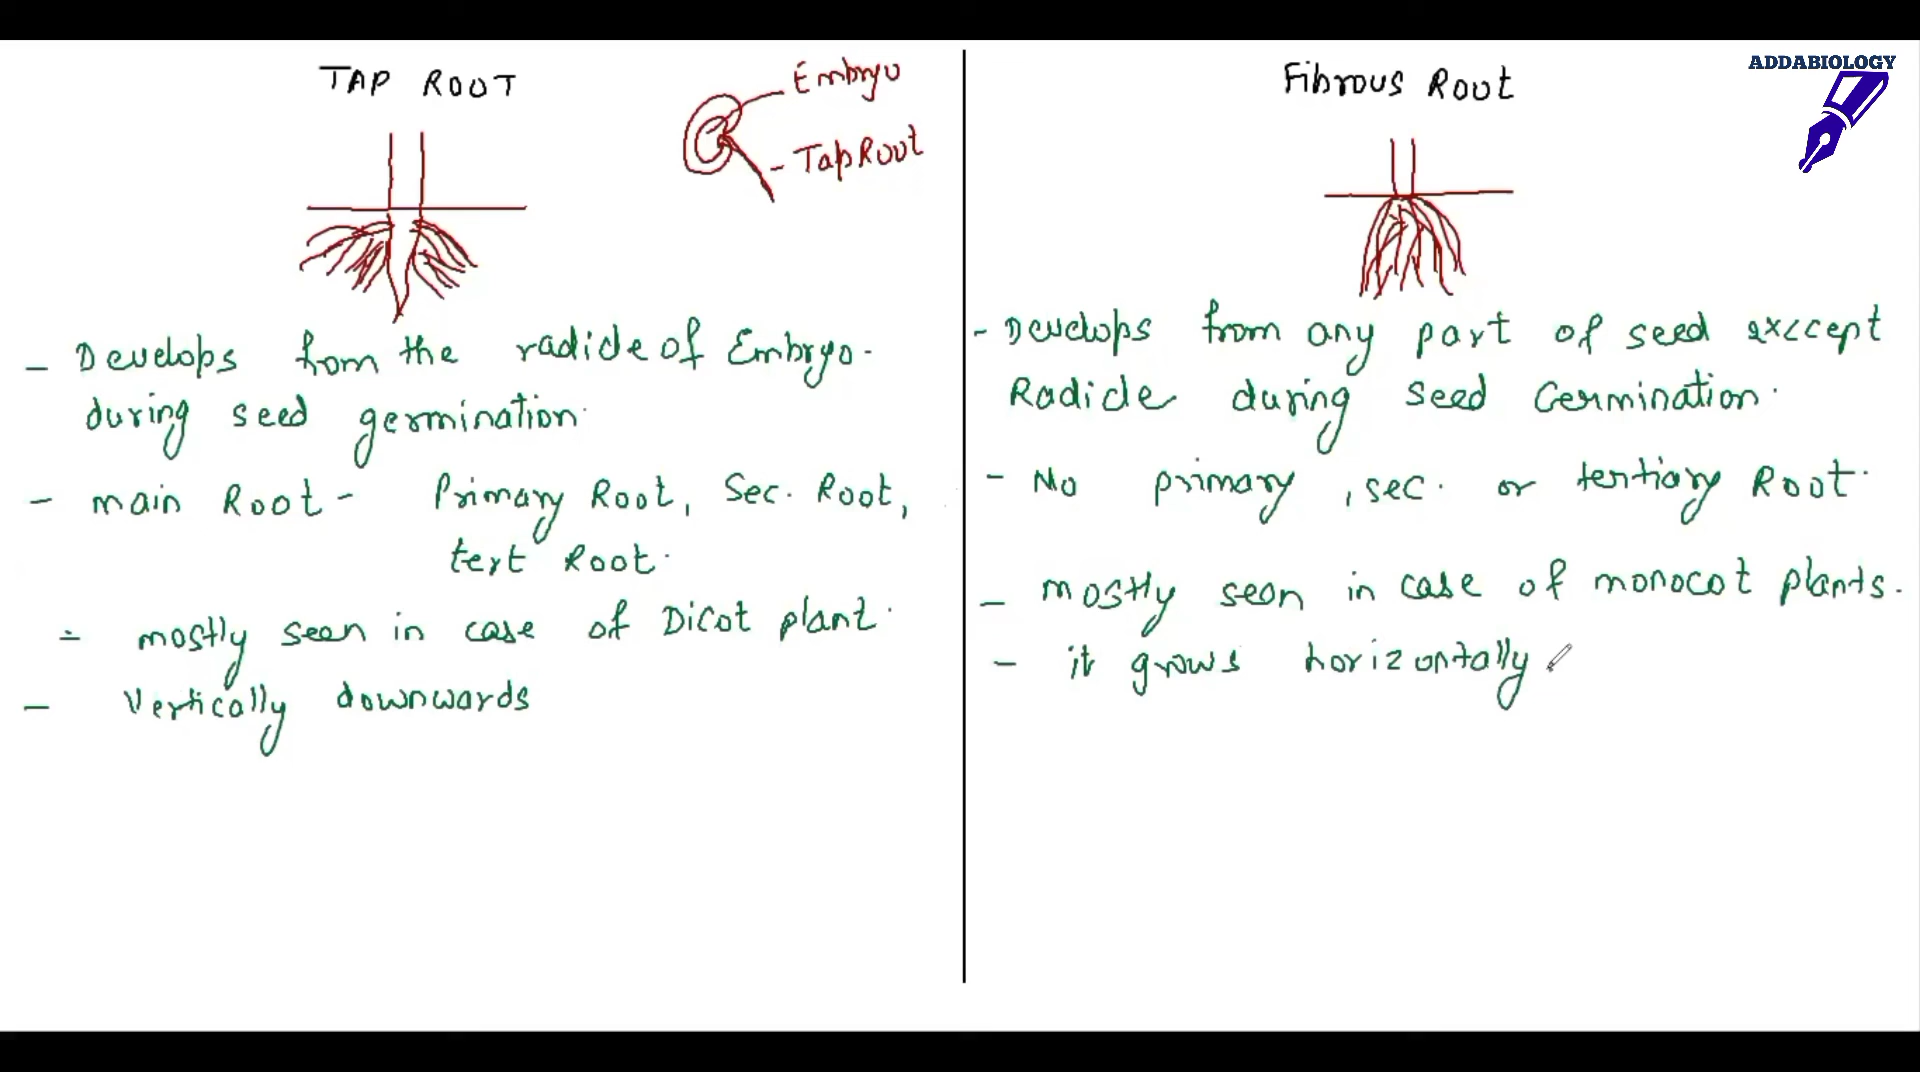 TAP ROOT
Embryo
- Tap Root
- Develops from the radicle of Embryo.
during seed germination.
- main Root - Primary Root, Sec. Root,
tert Root.
- mostly seen in case of Dicot plant.
- Vertically downwards
Fibrous Root
ADDABIOLOGY
- Develops from any part of seed exccept
Radicle during seed Germination.
- No primary, sec. or tertiary Root.
- mostly seen in case of monocot plants.
- it grows horizontally